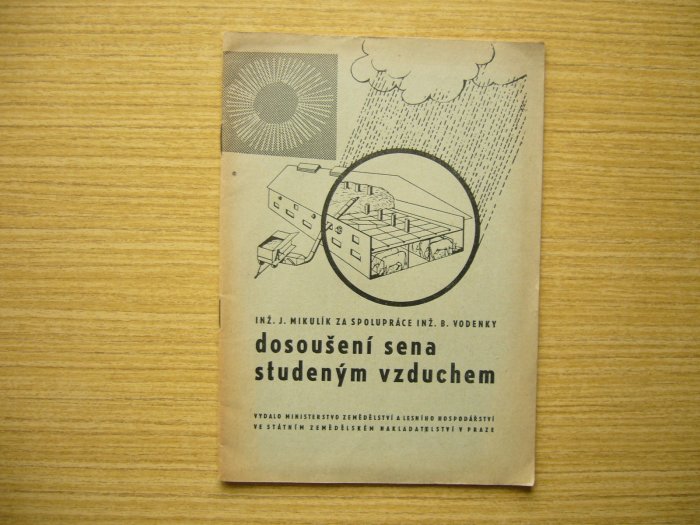 INŽ. J. MIKULÍK ZA SPOLUPRÁCE INŽ. B. VODENKY
dosoušení sena
studeným vzduchem
VYDALO MINISTERSTVO ZEMĚDĚLSTVÍ A LESNÍHO HOSPODÁŘSTVÍ
VE STÁTNÍM ZEMĚDĚLSKÉM NAKLADATELSTVÍ V PRAZE